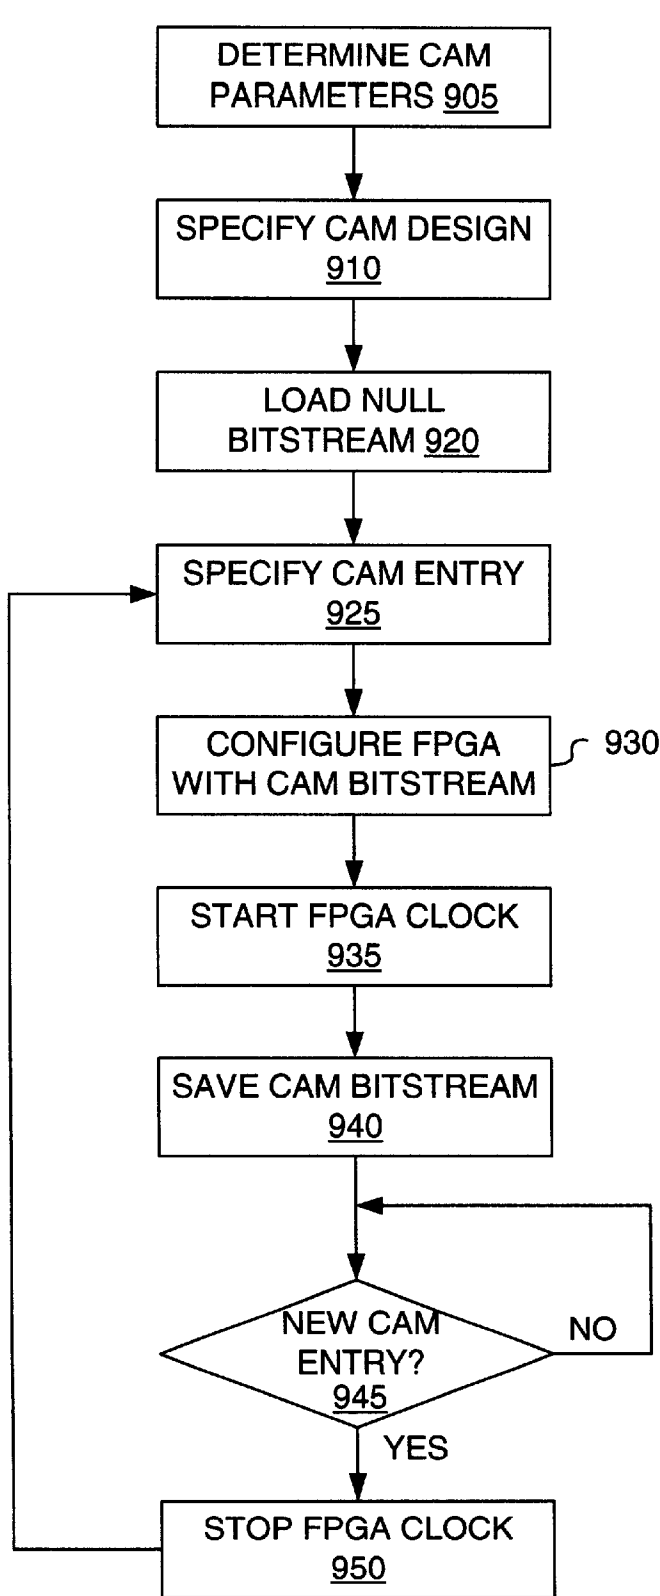 DETERMINE CAM
PARAMETERS 905
SPECIFY CAM DESIGN
910
LOAD NULL
BITSTREAM 920
SPECIFY CAM ENTRY
925
CONFIGURE FPGA
WITH CAM BITSTREAM
930
START FPGA CLOCK
935
SAVE CAM BITSTREAM
940
NEW CAM
ENTRY?
945
NO
YES
STOP FPGA CLOCK
950